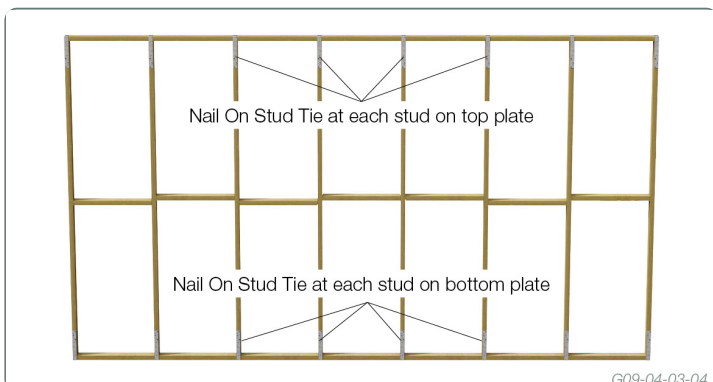 Nail On Stud Tie at each stud on top plate
Nail On Stud Tie at each stud on bottom plate
G09-04-03-04